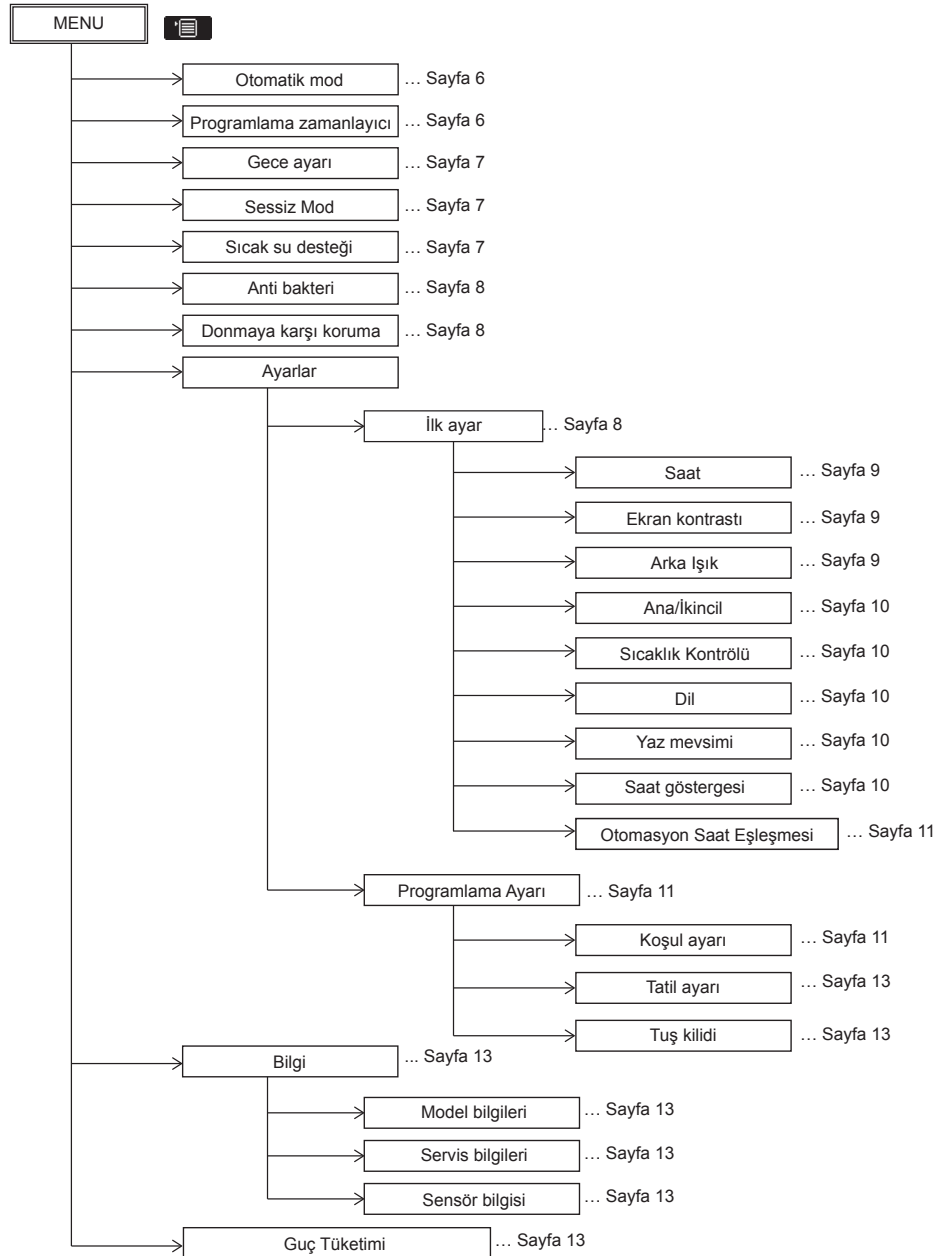 MENU
Otomatik mod … Sayfa 6
Programlama zamanlayıcı … Sayfa 6
Gece ayarı … Sayfa 7
Sessiz Mod … Sayfa 7
Sıcak su desteği … Sayfa 7
Anti bakteri … Sayfa 8
Donmaya karşı koruma … Sayfa 8
Ayarlar
İlk ayar … Sayfa 8
Saat … Sayfa 9
Ekran kontrastı … Sayfa 9
Arka Işık … Sayfa 9
Ana/İkincil … Sayfa 10
Sıcaklık Kontrölü … Sayfa 10
Dil … Sayfa 10
Yaz mevsimi … Sayfa 10
Saat göstergesi … Sayfa 10
Otomasyon Saat Eşleşmesi … Sayfa 11
Programlama Ayarı … Sayfa 11
Koşul ayarı … Sayfa 11
Tatil ayarı … Sayfa 13
Tuş kilidi … Sayfa 13
Bilgi ... Sayfa 13
Model bilgileri … Sayfa 13
Servis bilgileri … Sayfa 13
Sensör bilgisi … Sayfa 13
Guç Tüketimi … Sayfa 13